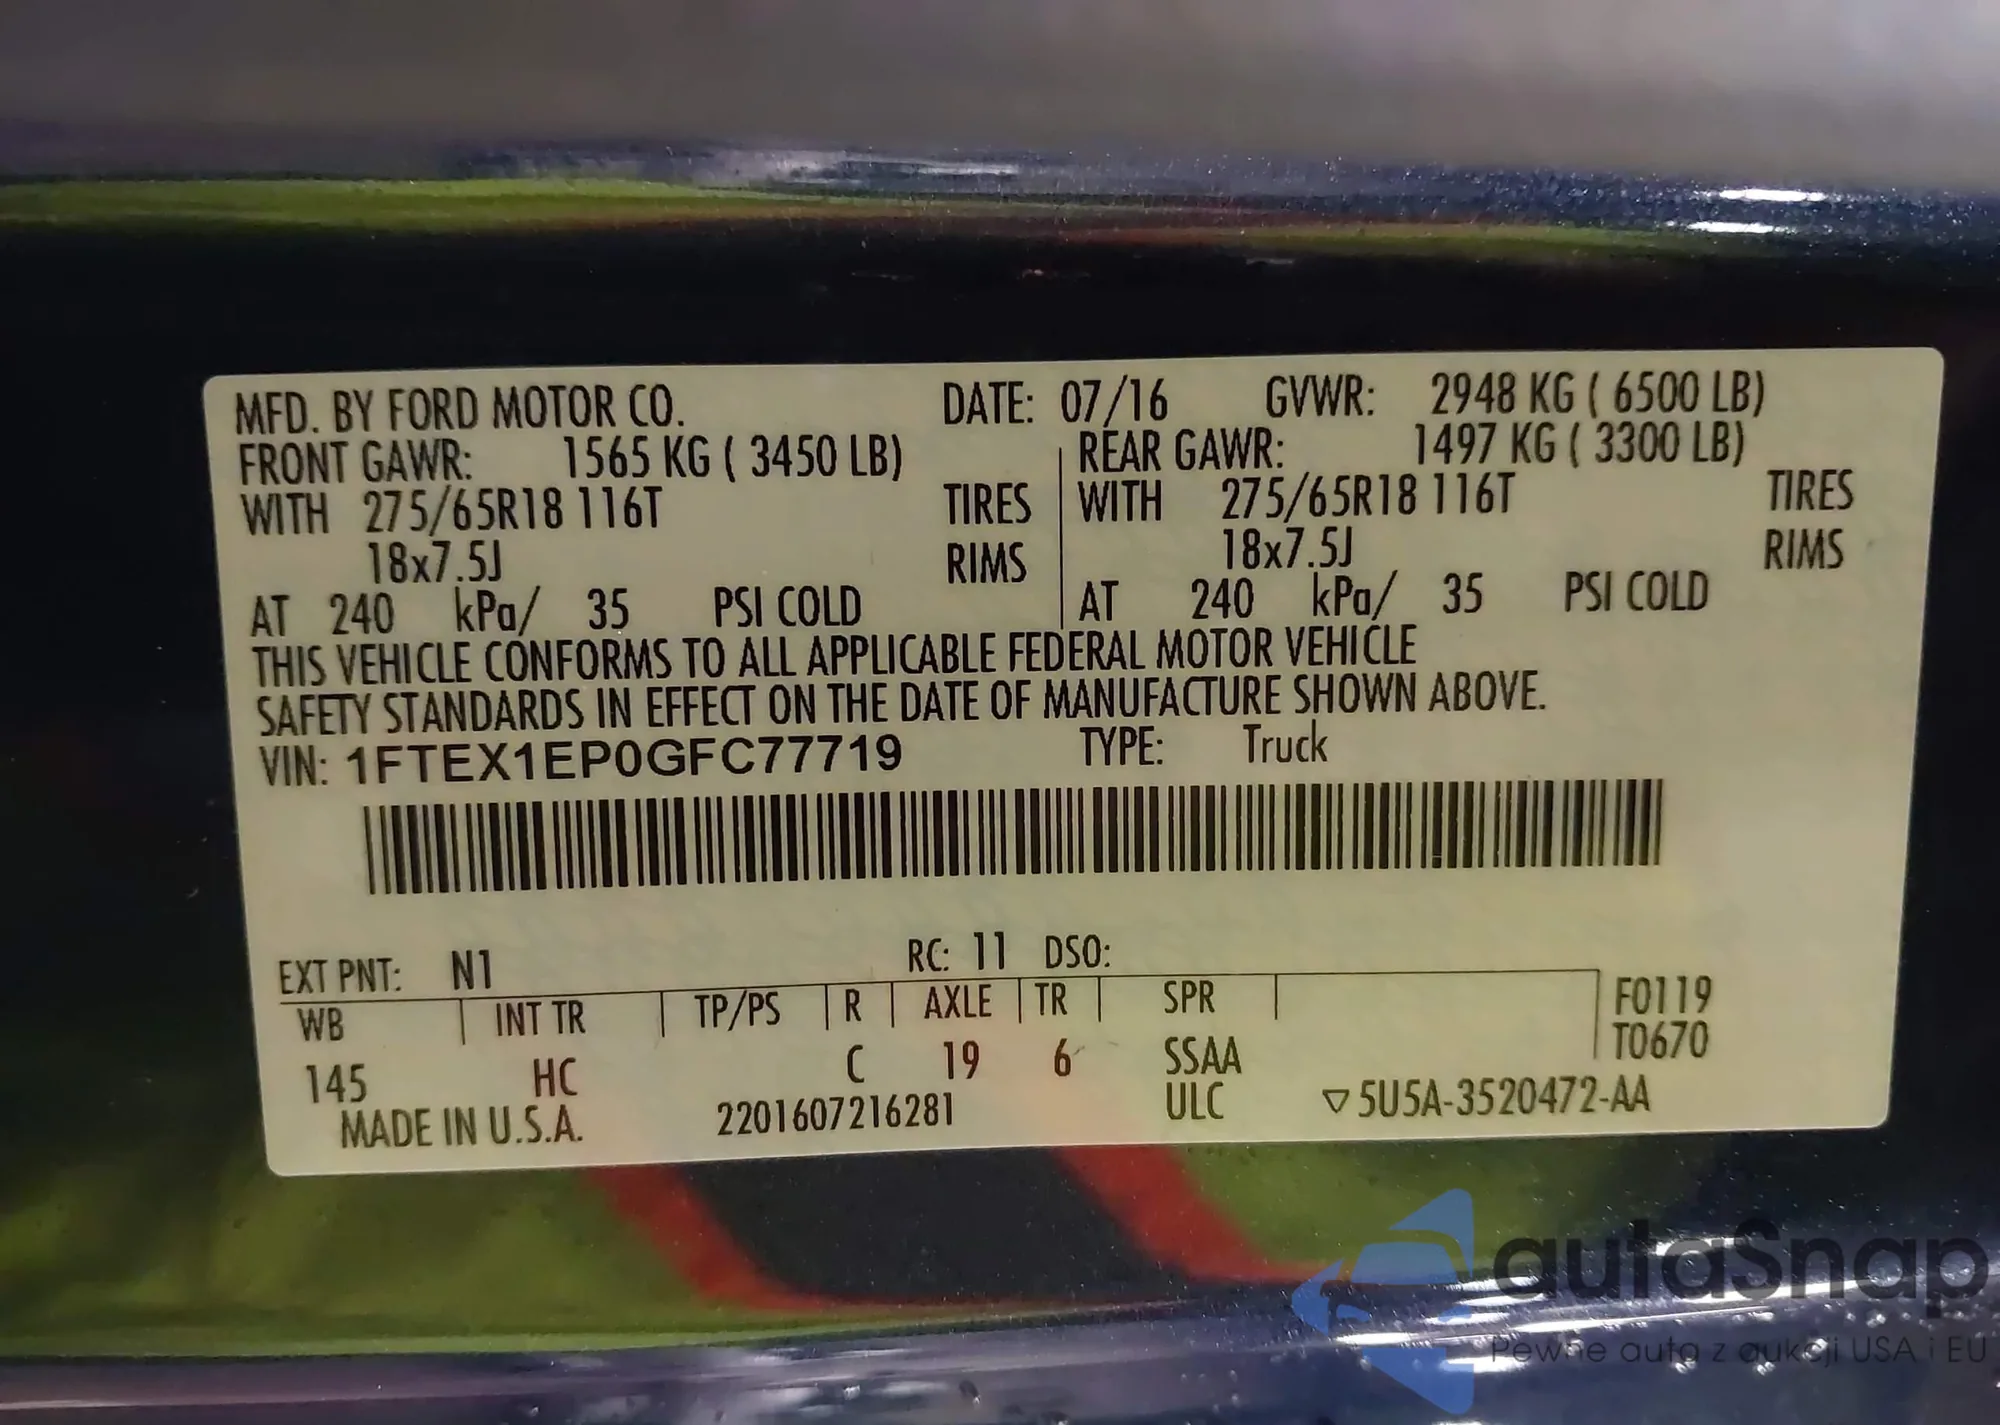 MFD. BY FORD MOTOR CO. DATE: 07/16 GVWR: 2948 KG ( 6500 LB)
FRONT GAWR: 1565 KG ( 3450 LB) REAR GAWR: 1497 KG ( 3300 LB)
WITH 275/65R18 116T TIRES WITH 275/65R18 116T TIRES
18x7.5J RIMS 18x7.5J RIMS
AT 240 kPa/ 35 PSI COLD AT 240 kPa/ 35 PSI COLD
THIS VEHICLE CONFORMS TO ALL APPLICABLE FEDERAL MOTOR VEHICLE
SAFETY STANDARDS IN EFFECT ON THE DATE OF MANUFACTURE SHOWN ABOVE.
VIN: 1FTEX1EP0GFC77719 TYPE: Truck
EXT PNT: N1 RC: 11 DSO:
WB INT TR TP/PS R AXLE TR SPR F0119
T0670
145 HC C 19 6 SSAA
MADE IN U.S.A. 2201607216281 ULC ▽5U5A-3520472-AA
autaSnap
Pewne auta z aukcji USA i EU